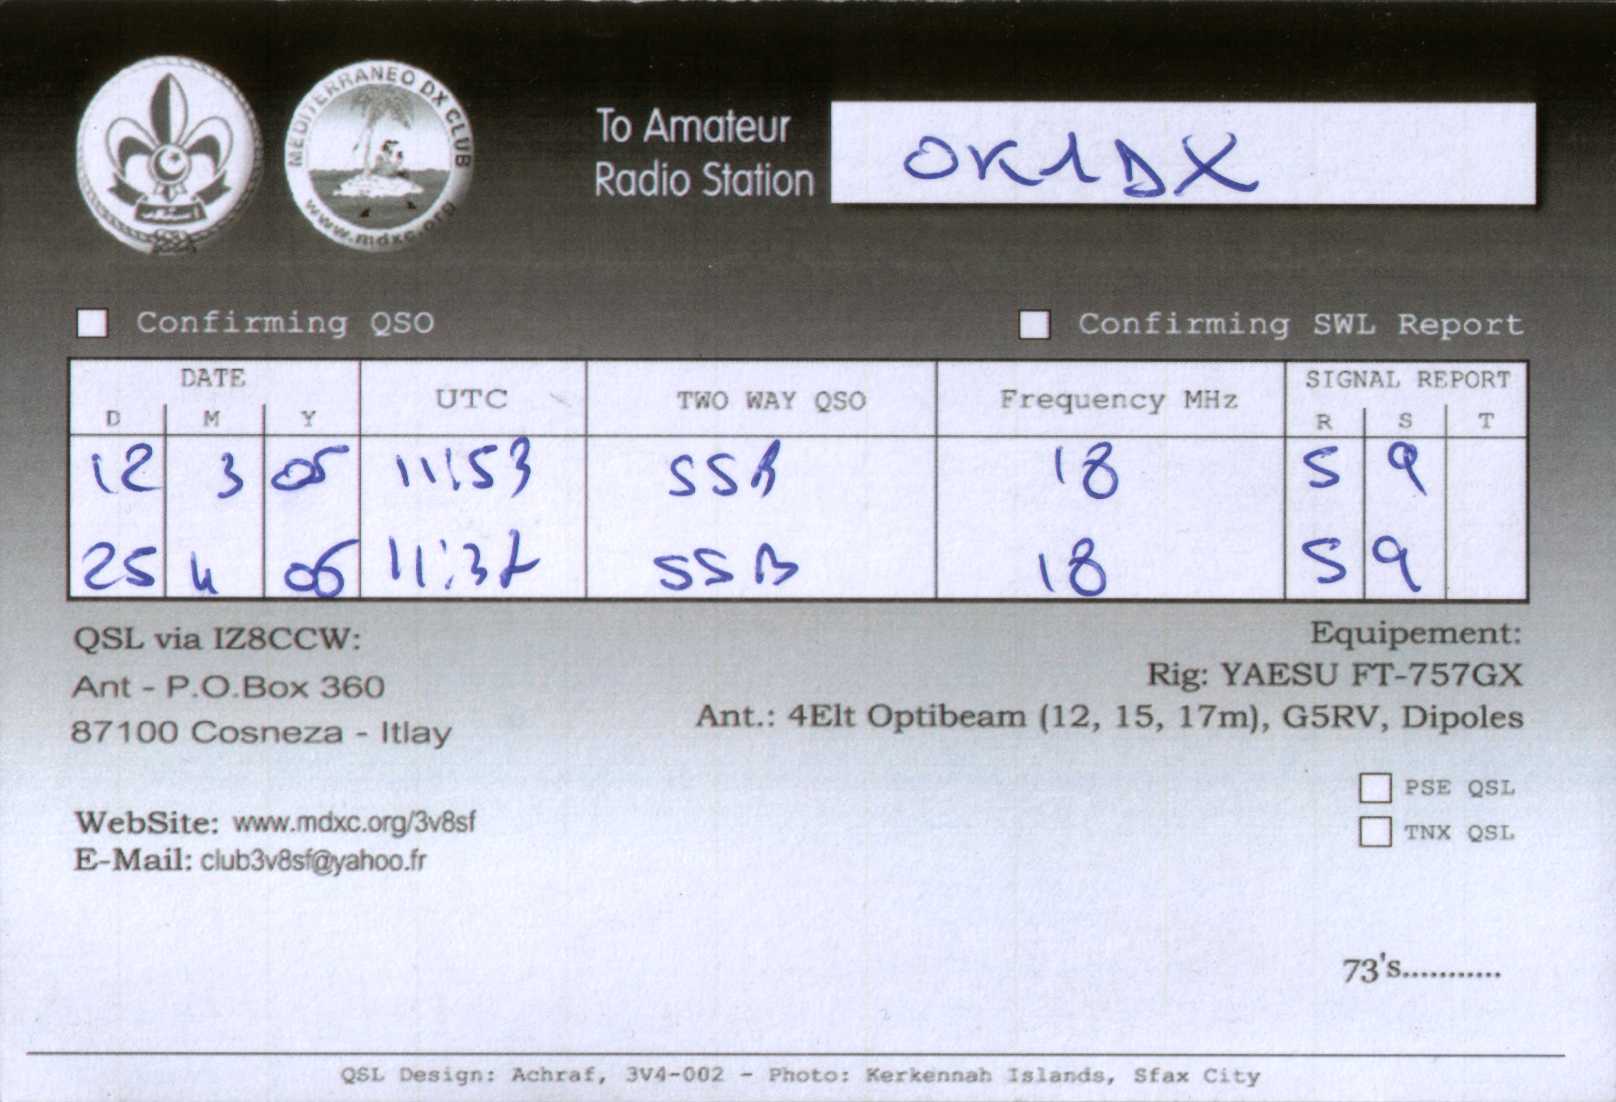 MEDITERRANEO DX CLUB
www.mdxc.org
To Amateur
Radio Station
OK1DX
Confirming QSO
Confirming SWL Report
DATE UTC TWO WAY QSO Frequency MHz SIGNAL REPORT
D M Y R S T
12 3 05 11:53 SSB 18 5 9
25 4 06 SSB 18 5 9
QSL via IZ8CCW:
Ant - P.O.Box 360
87100 Cosneza - Itlay
Equipement:
Rig: YAESU FT-757GX
Ant.: 4Elt Optibeam (12, 15, 17m), G5RV, Dipoles
PSE QSL
TNX QSL
WebSite: www.mdxc.org/3v8sf
E-Mail: club3v8sf@yahoo.fr
73's...........
QSL Design: Achraf, 3V4-002 - Photo: Kerkennah Islands, Sfax City